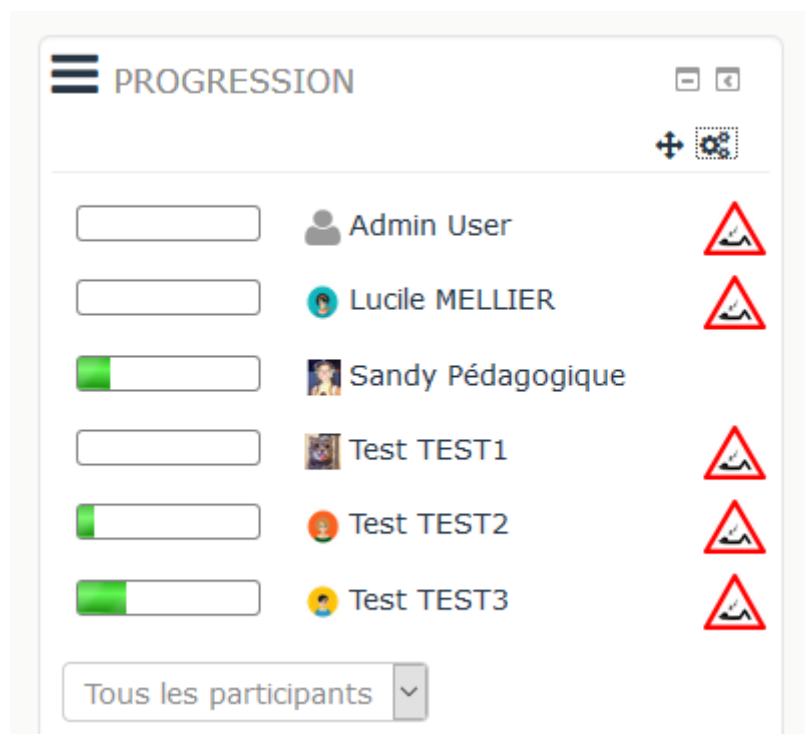 PROGRESSION
Admin User
Lucile MELLIER
Sandy Pédagogique
Test TEST1
Test TEST2
Test TEST3
Tous les participants